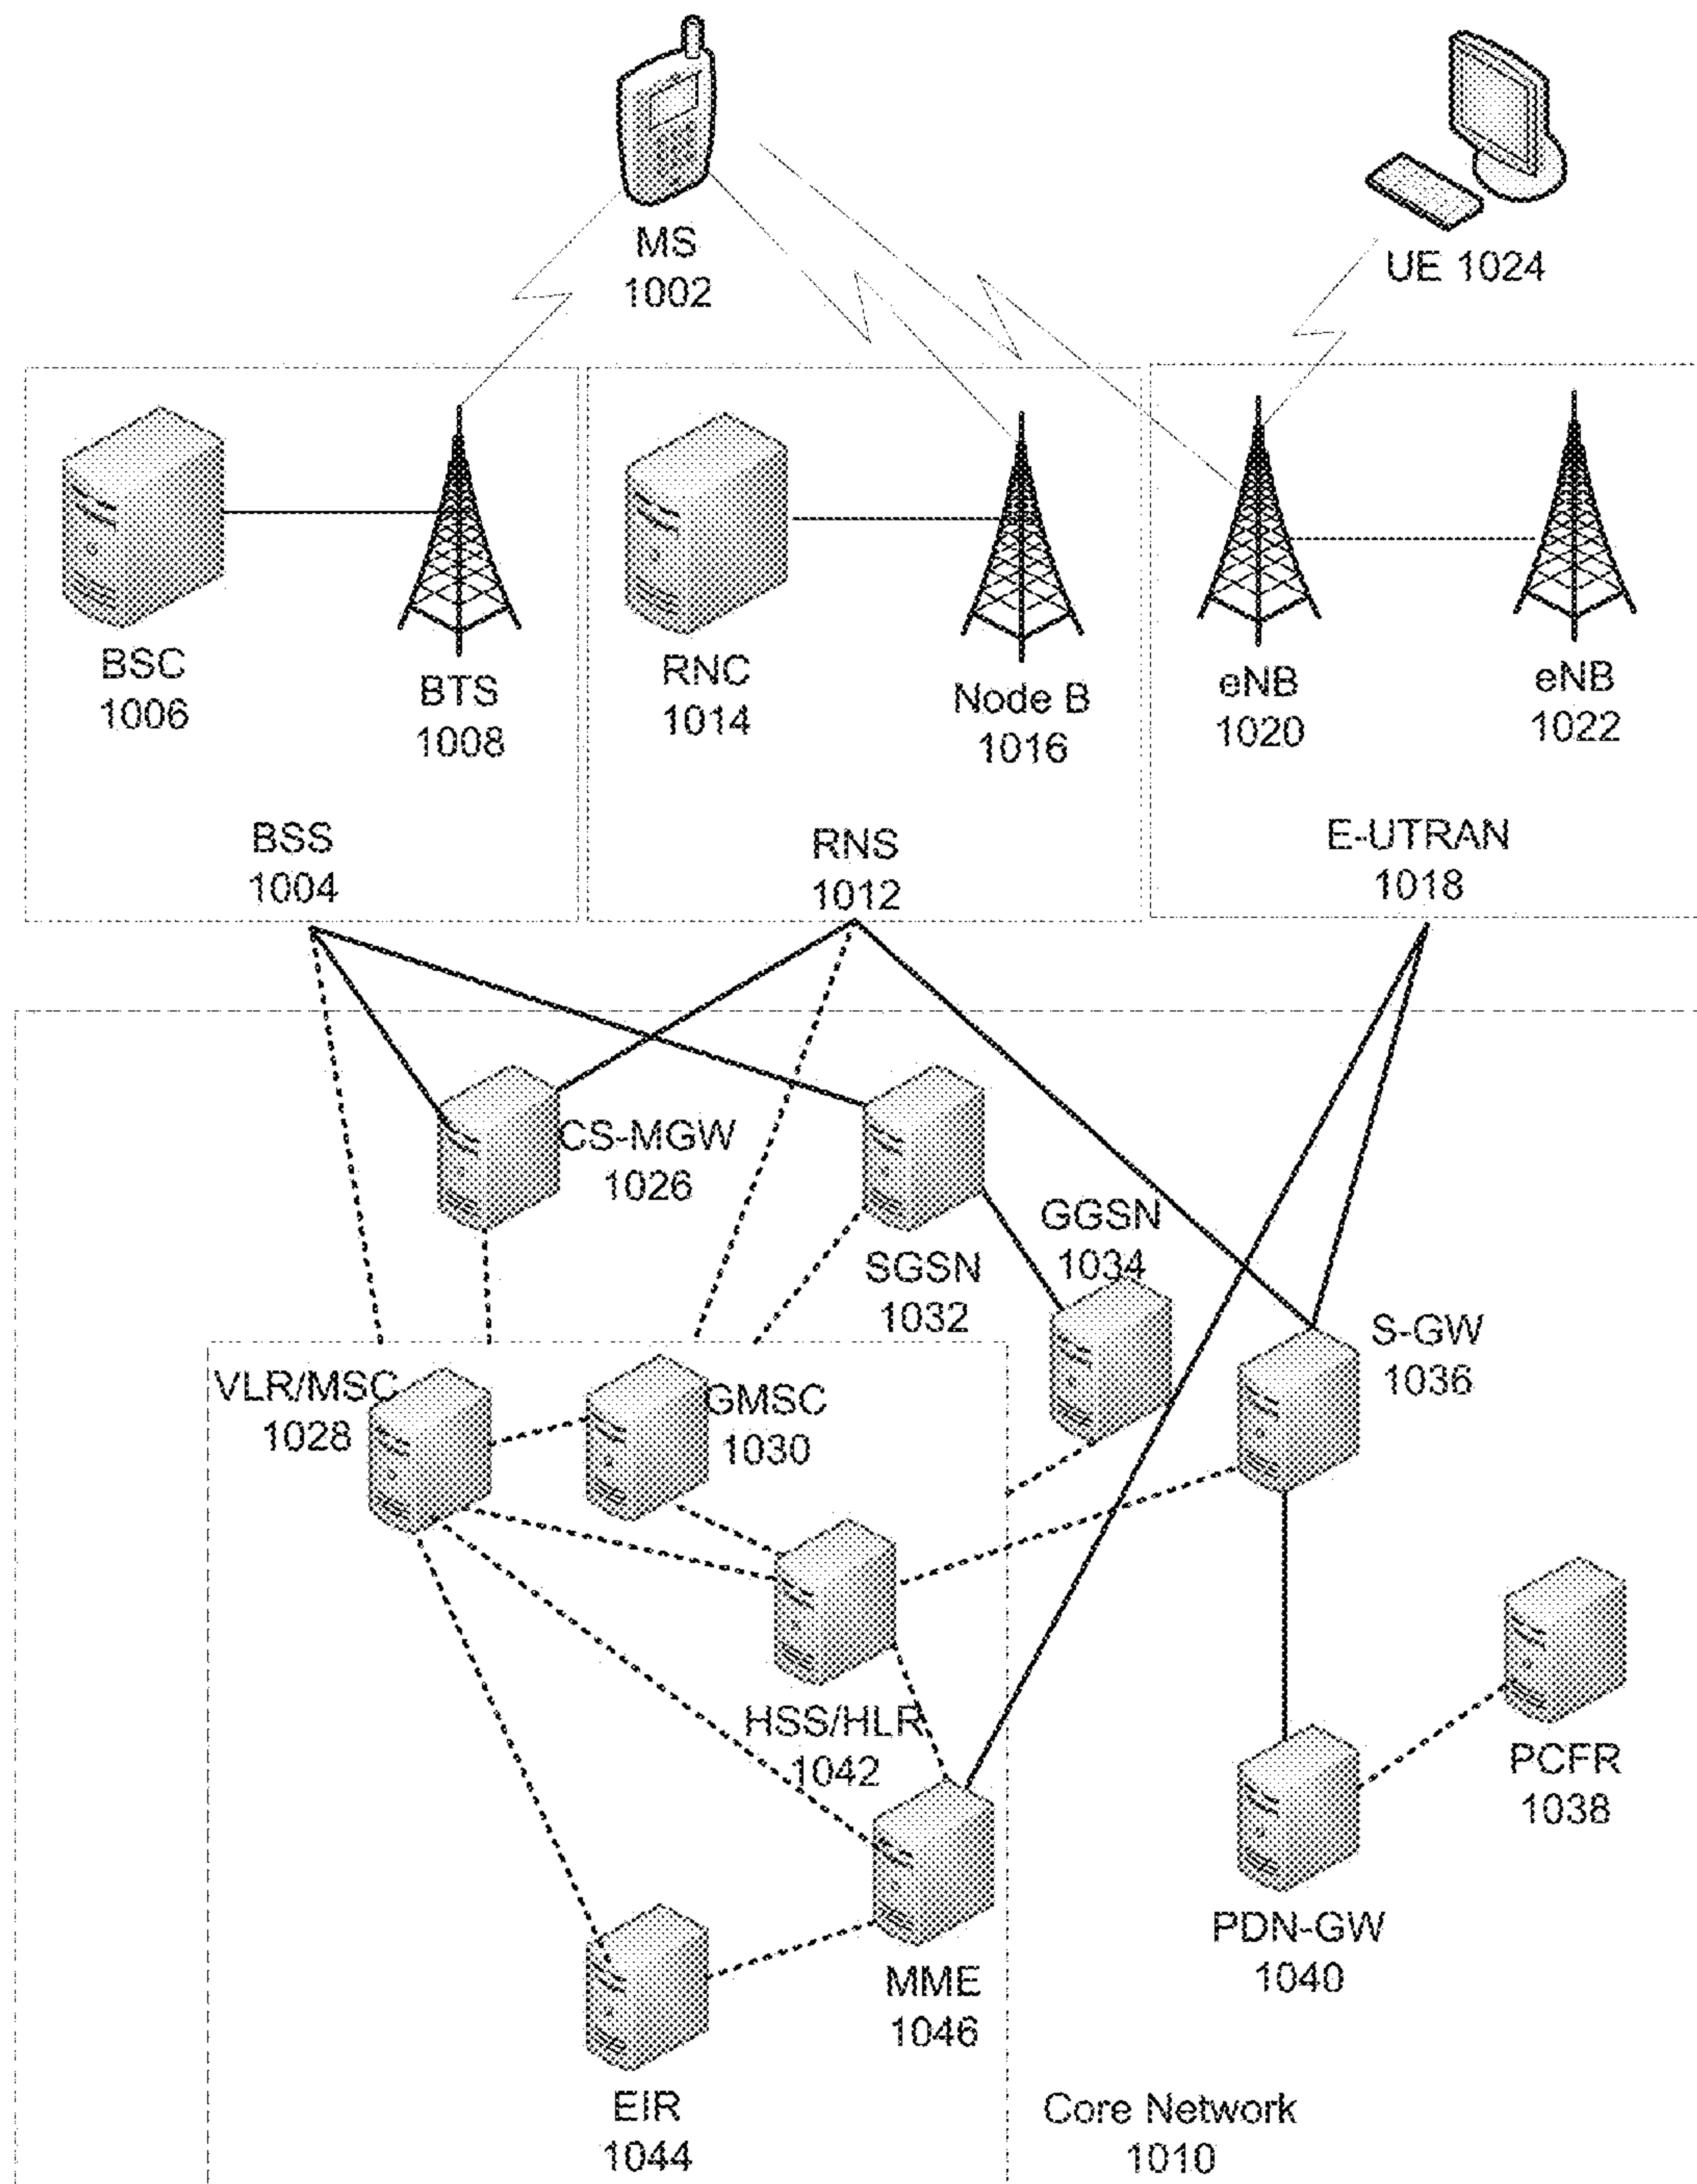 MS
1002
UE 1024
BSC
1006
BTS
1008
RNC
1014
Node B
1016
eNB
1020
eNB
1022
BSS
1004
RNS
1012
E-UTRAN
1018
CS-MGW
1026
SGSN
1032
GGSN
1034
S-GW
1036
VLR/MSC
1028
GMSC
1030
HSS/HLR
1042
PCFR
1038
PDN-GW
1040
MME
1046
EIR
1044
Core Network
1010